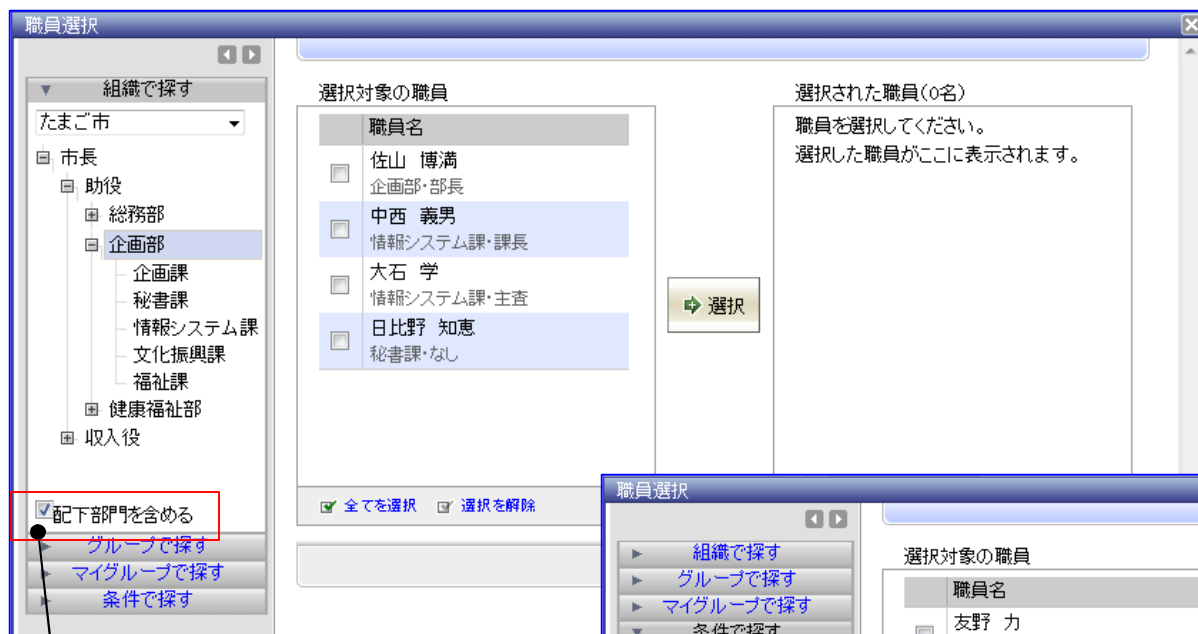 職員選択
組織で探す
たまご市
市長
助役
総務部
企画部
企画課
秘書課
情報システム課
文化振興課
福祉課
健康福祉部
収入役
配下部門を含める
グループで探す
マイグループで探す
条件で探す
選択対象の職員
職員名
佐山 博満
企画部・部長
中西 義男
情報システム課・課長
大石 学
情報システム課・主査
日比野 知恵
秘書課・なし
全てを選択 選択を解除
選択
選択された職員(0名)
職員を選択してください。
選択した職員がここに表示されます。
職員選択
組織で探す
グループで探す
マイグループで探す
条件で探す
選択対象の職員
職員名
友野 力